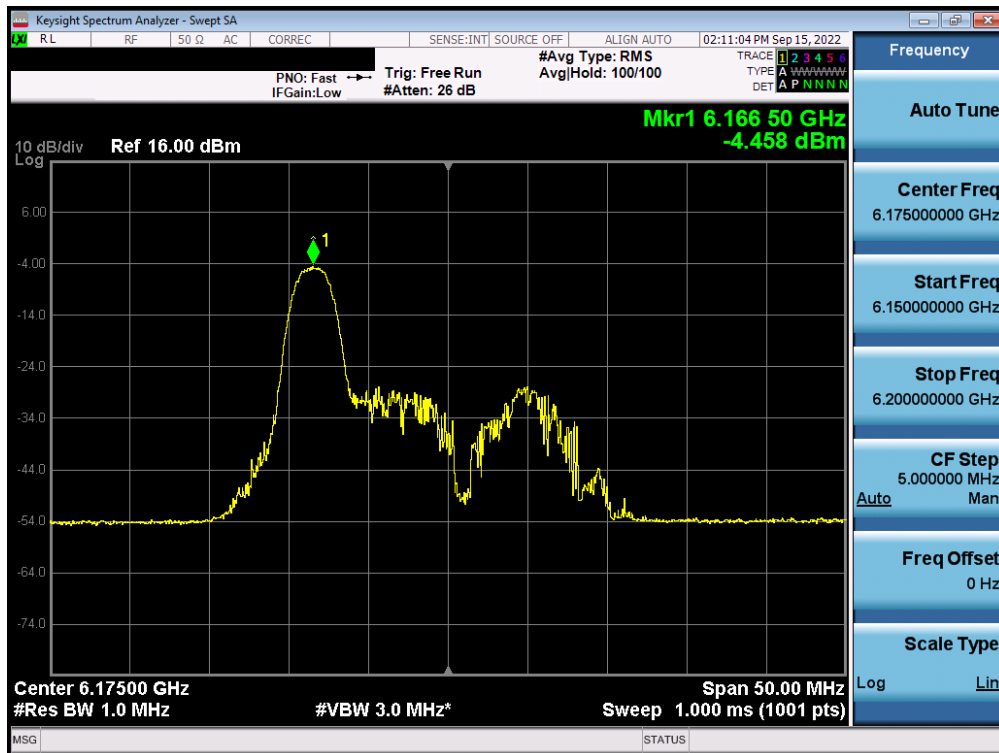 Keysight Spectrum Analyzer - Swept SA
LXI RL RF 50 Ω AC CORREC SENSE:INT SOURCE OFF ALIGN AUTO 02:11:04 PM Sep 15, 2022
PNO: Fast
IFGain:Low
Trig: Free Run
#Atten: 26 dB
#Avg Type: RMS
Avg|Hold: 100/100
TRACE 1 2 3 4 5 6
TYPE A WWWWW
DET A P N N N N
Mkr1 6.166 50 GHz
-4.458 dBm
10 dB/div Ref 16.00 dBm
Log
1
6.00
-4.00
-14.0
-24.0
-34.0
-44.0
-54.0
-64.0
-74.0
Center 6.17500 GHz Span 50.00 MHz
#Res BW 1.0 MHz #VBW 3.0 MHz* Sweep 1.000 ms (1001 pts)
MSG STATUS
Frequency
Auto Tune
Center Freq
6.175000000 GHz
Start Freq
6.150000000 GHz
Stop Freq
6.200000000 GHz
CF Step
5.000000 MHz
Auto Man
Freq Offset
0 Hz
Scale Type
Log Lin